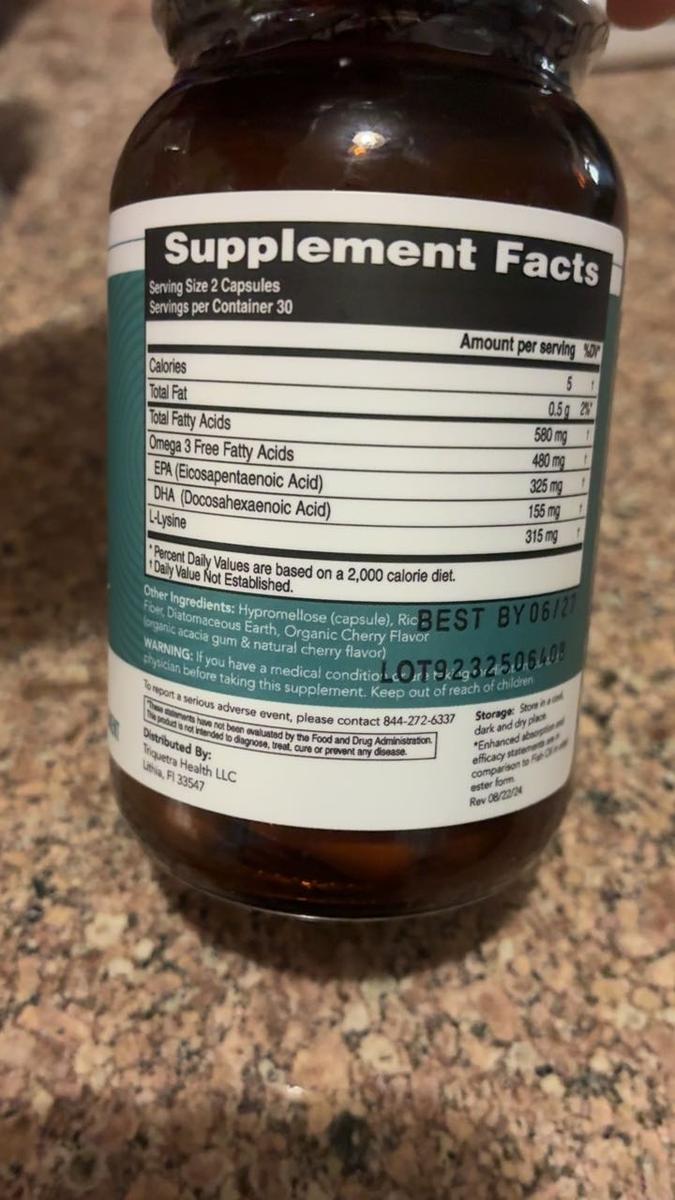 Supplement Facts
Serving Size 2 Capsules
Servings per Container 30
Amount per serving %DV*
Calories 5 †
Total Fat 0.5 g 2%*
Total Fatty Acids 580 mg †
Omega 3 Free Fatty Acids 480 mg †
EPA (Eicosapentaenoic Acid) 325 mg †
DHA (Docosahexaenoic Acid) 155 mg †
L-Lysine 315 mg †
* Percent Daily Values are based on a 2,000 calorie diet.
† Daily Value Not Established.
Other Ingredients: Hypromellose (capsule), Ric
Fiber, Diatomaceous Earth, Organic Cherry Flavor
(organic acacia gum & natural cherry flavor)
BEST BY 06/27
LOT9232506408
WARNING: If you have a medical condition or are
physician before taking this supplement. Keep out of reach of children.
To report a serious adverse event, please contact 844-272-6337
*These statements have not been evaluated by the Food and Drug Administration.
This product is not intended to diagnose, treat, cure or prevent any disease.
Distributed By:
Triquetra Health LLC
Lithia, Fl 33547
Storage: Store in a cool,
dark and dry place.
*Enhanced absorption and
efficacy statements are in
comparison to Fish Oil in
ester form.
Rev 08/22/24